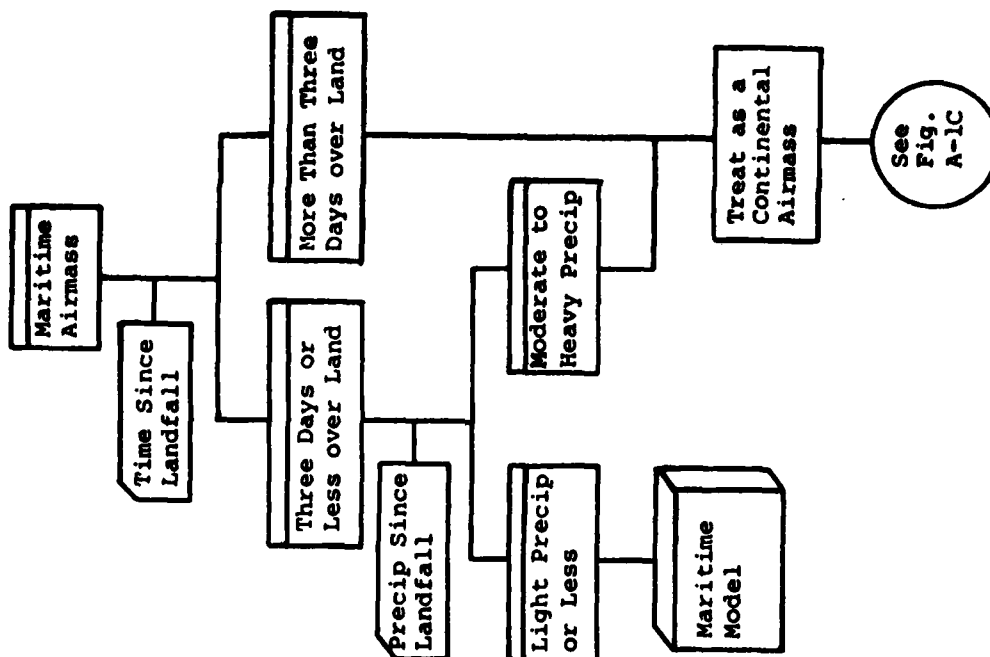 Maritime
Airmass
Time Since
Landfall
Three Days or
Less over Land
More Than Three
Days over Land
Precip Since
Landfall
Light Precip
or Less
Moderate to
Heavy Precip
Maritime
Model
Treat as a
Continental
Airmass
See
Fig.
A-1C